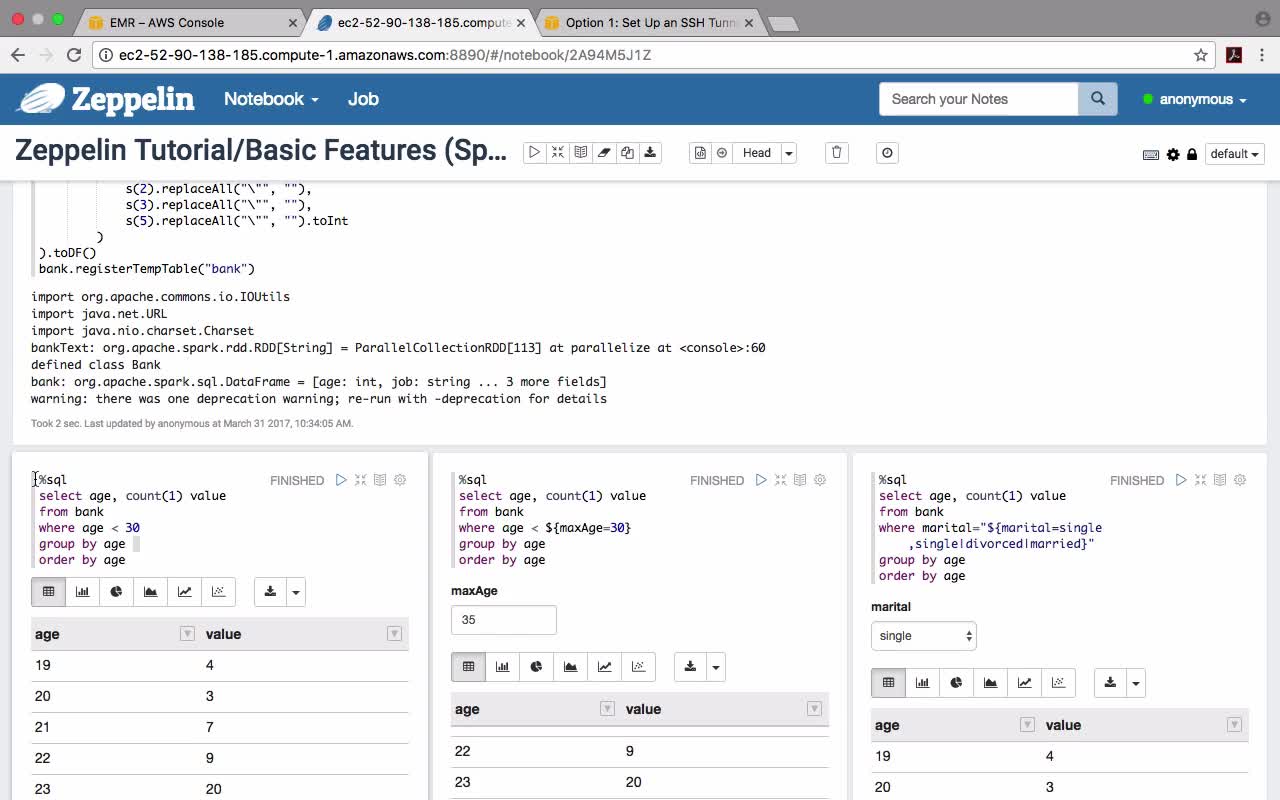 EMR – AWS Console
ec2-52-90-138-185.compute-
Option 1: Set Up an SSH Tunn
ec2-52-90-138-185.compute-1.amazonaws.com:8890/#/notebook/2A94M5J1Z
Zeppelin
Notebook
Job
Search your Notes
anonymous
Zeppelin Tutorial/Basic Features (Sp...
Head
default
s(2).replaceAll("\"", ""),
s(3).replaceAll("\"", ""),
s(5).replaceAll("\"", "").toInt
)
).toDF()
bank.registerTempTable("bank")
import org.apache.commons.io.IOUtils
import java.net.URL
import java.nio.charset.Charset
bankText: org.apache.spark.rdd.RDD[String] = ParallelCollectionRDD[113] at parallelize at <console>:60
defined class Bank
bank: org.apache.spark.sql.DataFrame = [age: int, job: string ... 3 more fields]
warning: there was one deprecation warning; re-run with -deprecation for details
Took 2 sec. Last updated by anonymous at March 31 2017, 10:34:05 AM.
%sql
FINISHED
select age, count(1) value
from bank
where age < 30
group by age
order by age
age value
19 4
20 3
21 7
22 9
23 20
%sql
FINISHED
select age, count(1) value
from bank
where age < ${maxAge=30}
group by age
order by age
maxAge
35
age value
22 9
23 20
%sql
FINISHED
select age, count(1) value
from bank
where marital="${marital=single
,single|divorced|married}"
group by age
order by age
marital
single
age value
19 4
20 3